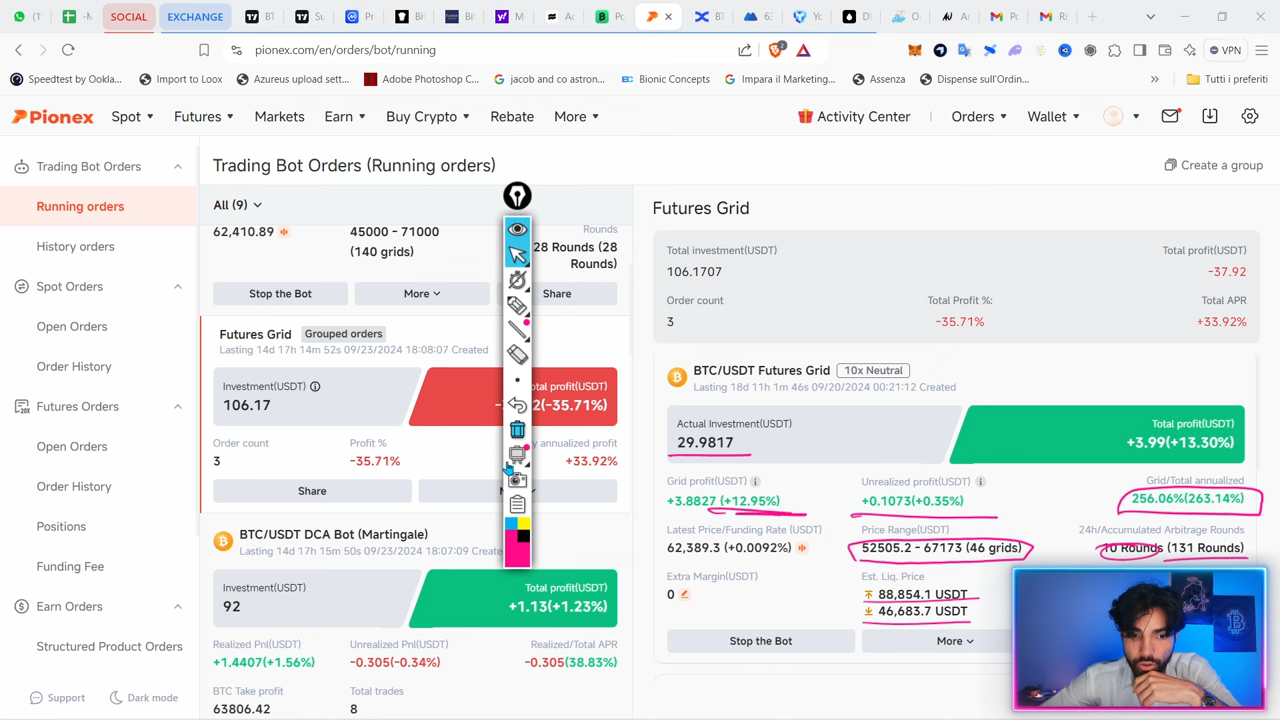 SOCIAL
EXCHANGE
pionex.com/en/orders/bot/running
VPN
Speedtest by Ookla...
Import to Loox
Azureus upload sett...
Adobe Photoshop C...
jacob and co astron...
Bionic Concepts
Impara il Marketing...
Assenza
Dispense sull'Ordin...
Tutti i preferiti
Pionex
Spot
Futures
Markets
Earn
Buy Crypto
Rebate
More
Activity Center
Orders
Wallet
Trading Bot Orders
Running orders
History orders
Spot Orders
Open Orders
Order History
Futures Orders
Open Orders
Order History
Positions
Funding Fee
Earn Orders
Structured Product Orders
Support
Dark mode
Trading Bot Orders (Running orders)
Create a group
All (9)
62,410.89
45000 - 71000
(140 grids)
Rounds
28 Rounds (28
Rounds)
Stop the Bot
More
Share
Futures Grid
Grouped orders
Lasting 14d 17h 14m 52s 09/23/2024 18:08:07 Created
Investment(USDT)
106.17
otal profit(USDT)
2(-35.71%)
Order count
3
Profit %
-35.71%
y annualized profit
+33.92%
Share
BTC/USDT DCA Bot (Martingale)
Lasting 14d 17h 15m 50s 09/23/2024 18:07:09 Create
Investment(USDT)
92
Total profit(USDT)
+1.13(+1.23%)
Realized Pnl(USDT)
+1.4407(+1.56%)
Unrealized Pnl(USDT)
-0.305(-0.34%)
Realized/Total APR
-0.305(38.83%)
BTC Take profit
63806.42
Total trades
8
Futures Grid
Total investment(USDT)
106.1707
Total profit(USDT)
-37.92
Order count
3
Total Profit %:
-35.71%
Total APR
+33.92%
BTC/USDT Futures Grid
10x Neutral
Lasting 18d 11h 1m 46s 09/20/2024 00:21:12 Created
Actual Investment(USDT)
29.9817
Total profit(USDT)
+3.99(+13.30%)
Grid profit(USDT)
+3.8827 (+12.95%)
Unrealized profit(USDT)
+0.1073(+0.35%)
Grid/Total annualized
256.06%(263.14%)
Latest Price/Funding Rate (USDT)
62,389.3 (+0.0092%)
Price Range(USDT)
52505.2 - 67173 (46 grids)
24h/Accumulated Arbitrage Rounds
10 Rounds (131 Rounds)
Extra Margin(USDT)
0
Est. Liq. Price
88,854.1 USDT
46,683.7 USDT
Stop the Bot
More